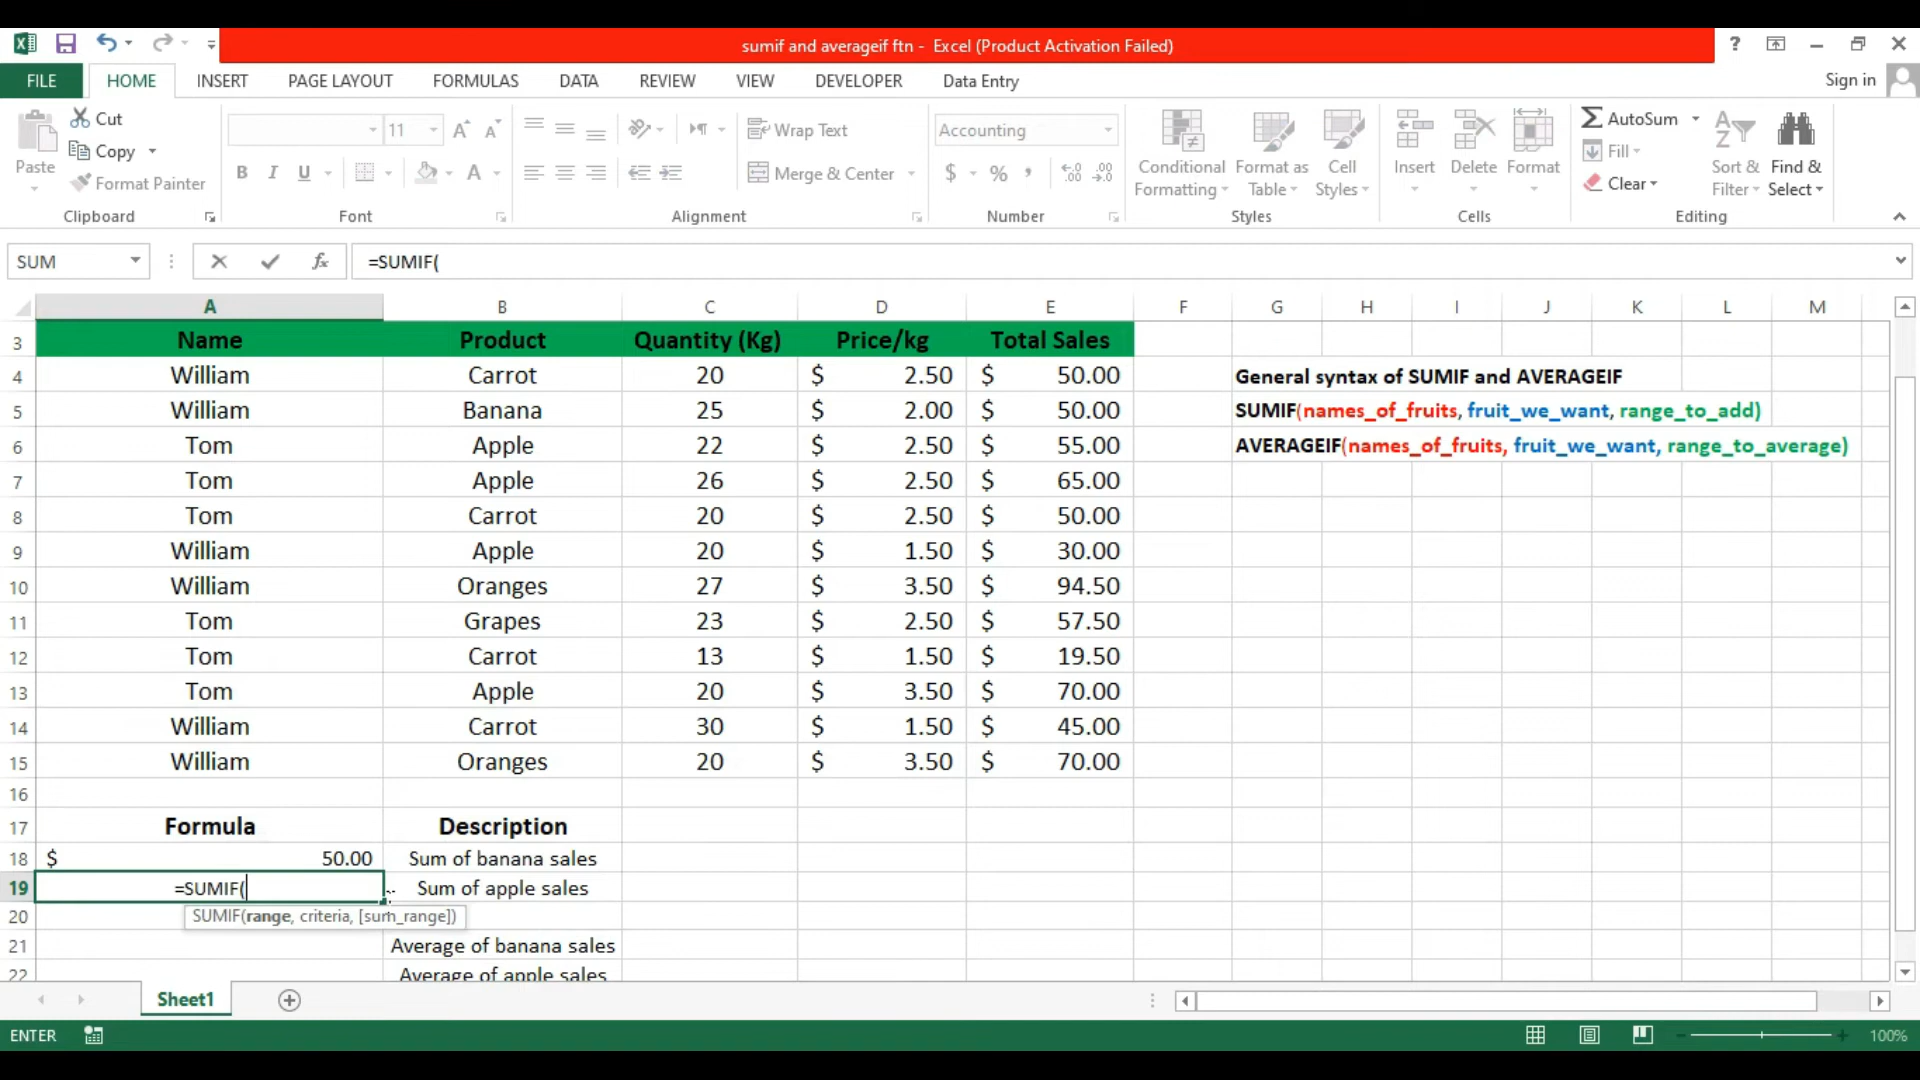 sumif and averageif ftn - Excel (Product Activation Failed)
?
FILE HOME INSERT PAGE LAYOUT FORMULAS DATA REVIEW VIEW DEVELOPER Data Entry Sign in
Cut
Copy
Format Painter
Paste
Clipboard
11
B I U
Font
Wrap Text
Merge & Center
Alignment
Accounting
$ % ,
Number
Conditional Formatting
Format as Table
Cell Styles
Styles
Insert Delete Format
Cells
AutoSum
Fill
Clear
Sort & Filter
Find & Select
Editing
SUM fx =SUMIF(
A B C D E F G H I J K L M
3 Name Product Quantity (Kg) Price/kg Total Sales
4 William Carrot 20 $ 2.50 $ 50.00 General syntax of SUMIF and AVERAGEIF
5 William Banana 25 $ 2.00 $ 50.00 SUMIF(names_of_fruits, fruit_we_want, range_to_add)
6 Tom Apple 22 $ 2.50 $ 55.00 AVERAGEIF(names_of_fruits, fruit_we_want, range_to_average)
7 Tom Apple 26 $ 2.50 $ 65.00
8 Tom Carrot 20 $ 2.50 $ 50.00
9 William Apple 20 $ 1.50 $ 30.00
10 William Oranges 27 $ 3.50 $ 94.50
11 Tom Grapes 23 $ 2.50 $ 57.50
12 Tom Carrot 13 $ 1.50 $ 19.50
13 Tom Apple 20 $ 3.50 $ 70.00
14 William Carrot 30 $ 1.50 $ 45.00
15 William Oranges 20 $ 3.50 $ 70.00
16
17 Formula Description
18 $ 50.00 Sum of banana sales
19 =SUMIF( Sum of apple sales
20 SUMIF(range, criteria, [sum_range])
21 Average of banana sales
22 Average of apple sales
Sheet1
ENTER 100%